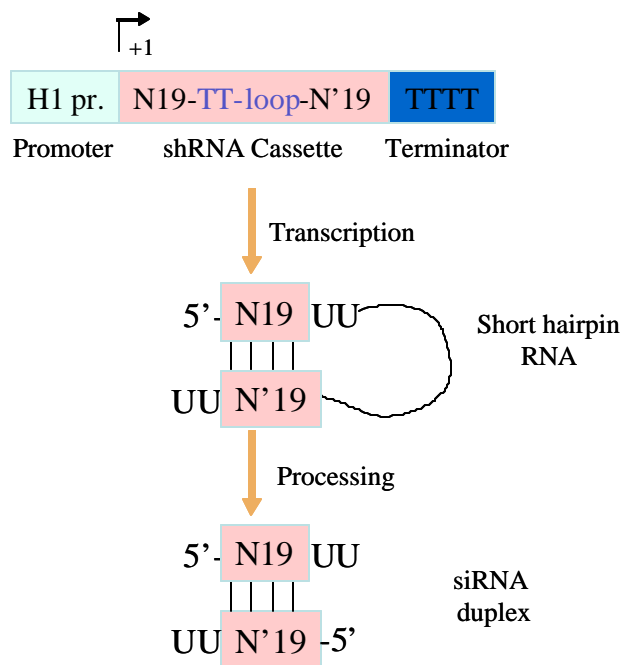 +1
H1 pr. N19-TT-loop-N’19 TTTT
Promoter shRNA Cassette Terminator
Transcription
5’- N19 UU
Short hairpin
RNA
UU N’19
Processing
5’- N19 UU
siRNA
duplex
UU N’19 -5’